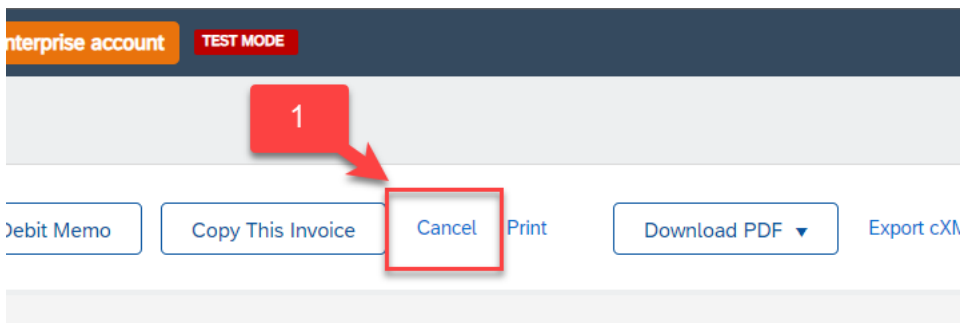 nterprise account TEST MODE
1
Debit Memo Copy This Invoice Cancel Print Download PDF Export cXM